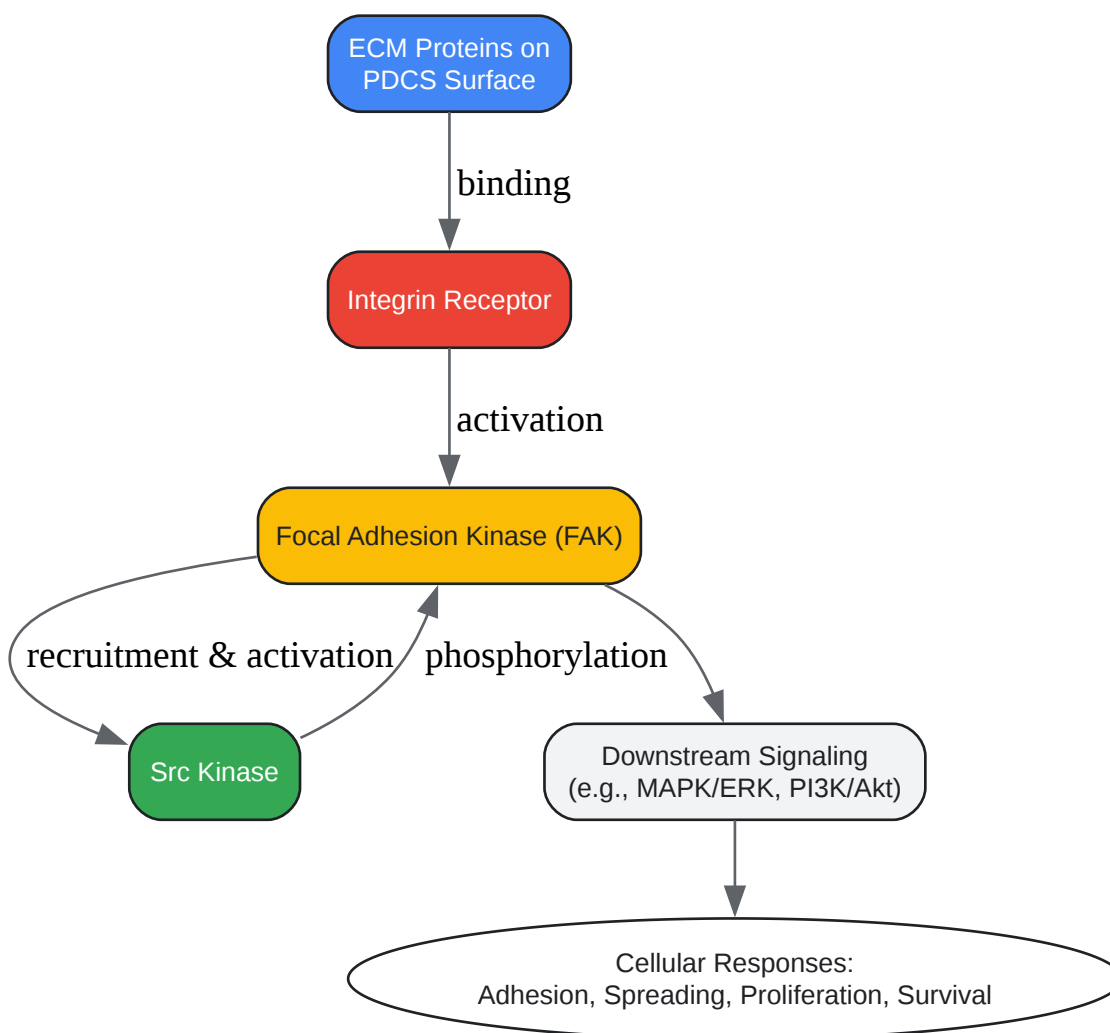 ECM Proteins on
PDCS Surface
binding
Integrin Receptor
activation
Focal Adhesion Kinase (FAK)
recruitment & activation
phosphorylation
Src Kinase
Downstream Signaling
(e.g., MAPK/ERK, PI3K/Akt)
Cellular Responses:
Adhesion, Spreading, Proliferation, Survival